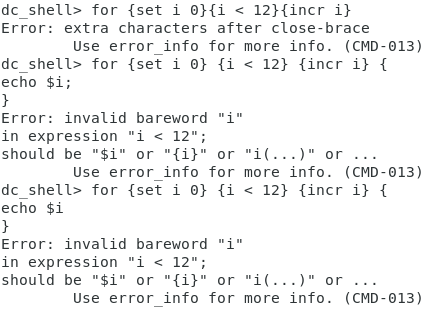 dc_shell> for {set i 0}{i < 12}{incr i}
Error: extra characters after close-brace
        Use error_info for more info. (CMD-013)
dc_shell> for {set i 0} {i < 12} {incr i} {
echo $i;
}
Error: invalid bareword "i"
in expression "i < 12";
should be "$i" or "{i}" or "i(...)" or ...
        Use error_info for more info. (CMD-013)
dc_shell> for {set i 0} {i < 12} {incr i} {
echo $i
}
Error: invalid bareword "i"
in expression "i < 12";
should be "$i" or "{i}" or "i(...)" or ...
        Use error_info for more info. (CMD-013)